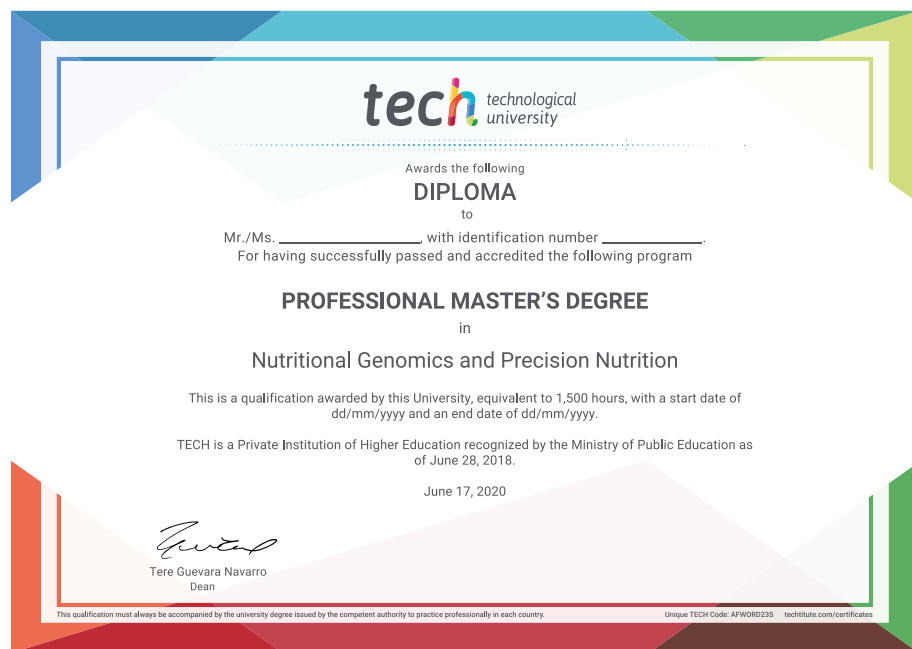 tech technological
university
Awards the following
DIPLOMA
to
Mr./Ms. ____________________, with identification number ______________.
For having successfully passed and accredited the following program
PROFESSIONAL MASTER'S DEGREE
in
Nutritional Genomics and Precision Nutrition
This is a qualification awarded by this University, equivalent to 1,500 hours, with a start date of
dd/mm/yyyy and an end date of dd/mm/yyyy.
TECH is a Private Institution of Higher Education recognized by the Ministry of Public Education as
of June 28, 2018.
June 17, 2020
Tere Guevara Navarro
Dean
This qualification must always be accompanied by the university degree issued by the competent authority to practice professionally in each country. Unique TECH Code: AFWORD23S techtitute.com/certificates